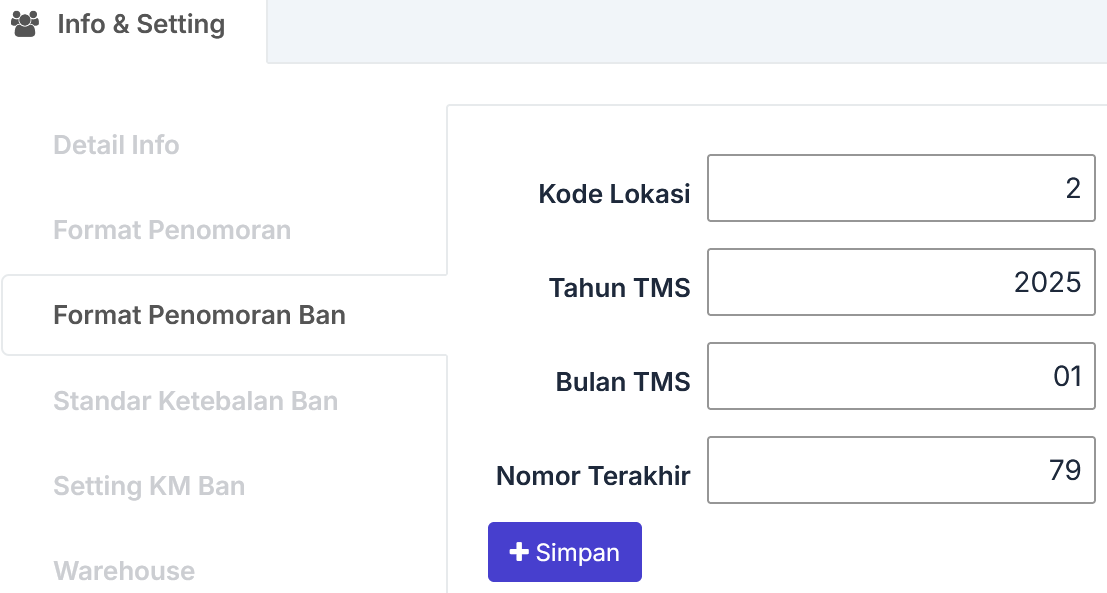 Info & Setting
Detail Info
Format Penomoran
Format Penomoran Ban
Standar Ketebalan Ban
Setting KM Ban
Warehouse
Kode Lokasi 2
Tahun TMS 2025
Bulan TMS 01
Nomor Terakhir 79
Simpan